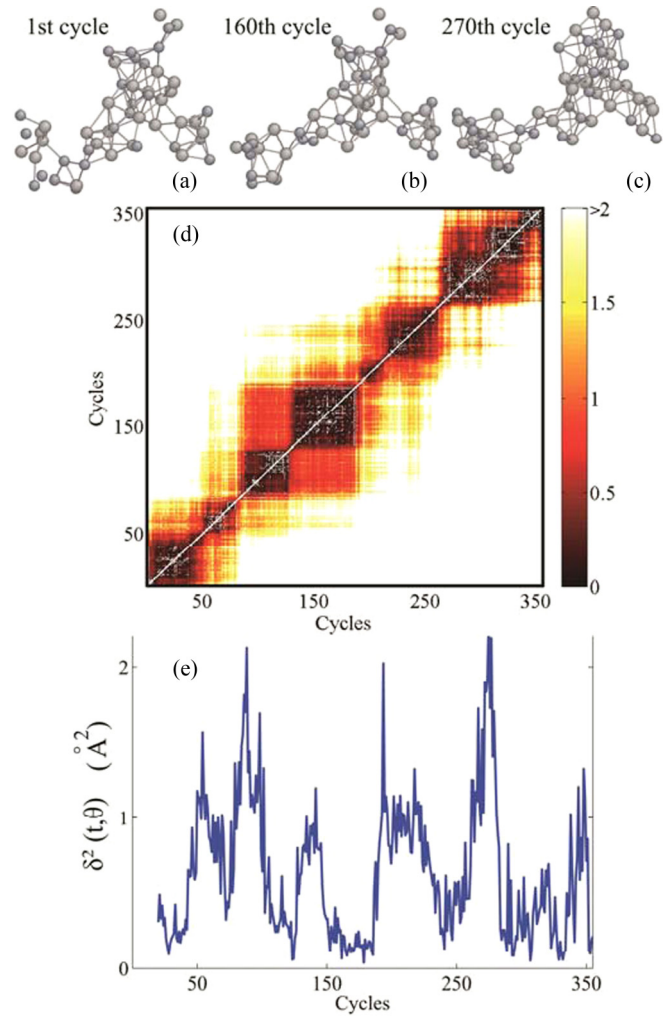 1st cycle 160th cycle 270th cycle
(a) (b) (c)
(d)
350
250
150
50
Cycles
50 150 250 350
Cycles
>2
1.5
1
0.5
0
(e)
2
1
0
δ² (t,θ) (Å²)
50 150 250 350
Cycles